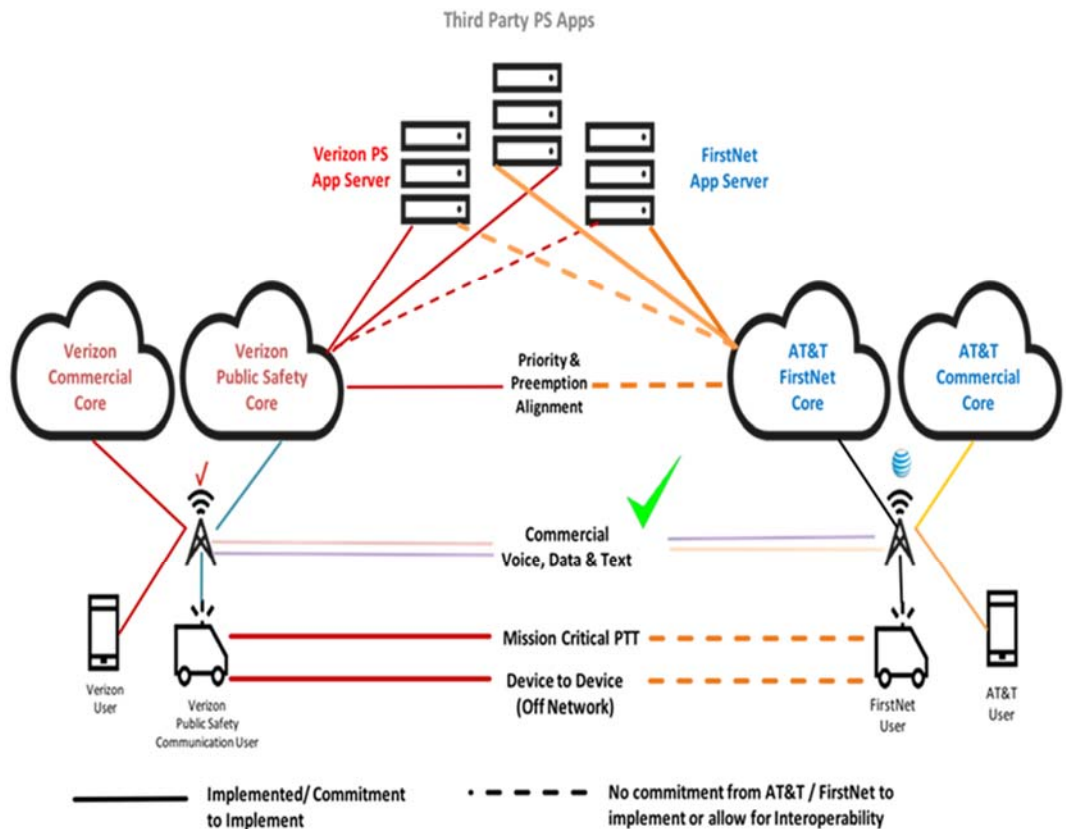 Third Party PS Apps
Verizon PS
App Server
FirstNet
App Server
Verizon
Commercial
Core
Verizon
Public Safety
Core
Priority &
Preemption
Alignment
AT&T
FirstNet
Core
AT&T
Commercial
Core
Commercial
Voice, Data & Text
Mission Critical PTT
Device to Device
(Off Network)
Verizon
User
Verizon
Public Safety
Communication User
FirstNet
User
AT&T
User
Implemented/ Commitment
to Implement
No commitment from AT&T / FirstNet to
implement or allow for Interoperability